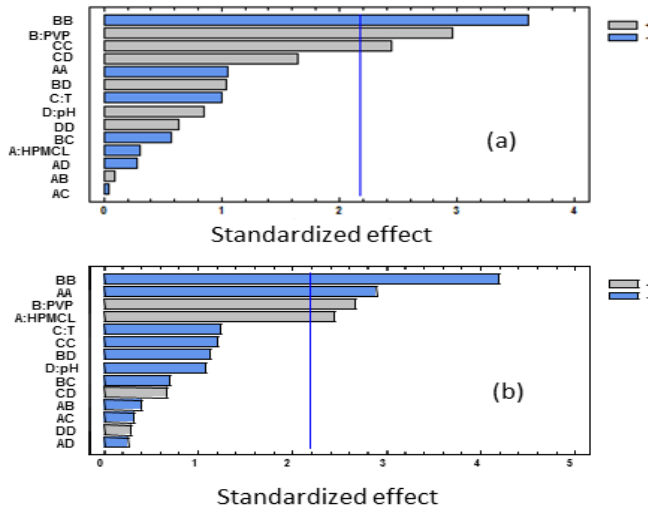 BB
B:PVP
CC
CD
AA
BD
C:T
D:pH
DD
BC
A:HPMCL
AD
AB
AC
(a)
0 1 2 3 4
Standardized effect
BB
AA
B:PVP
A:HPMCL
C:T
CC
BD
D:pH
BC
CD
AB
AC
DD
AD
(b)
0 1 2 3 4 5
Standardized effect